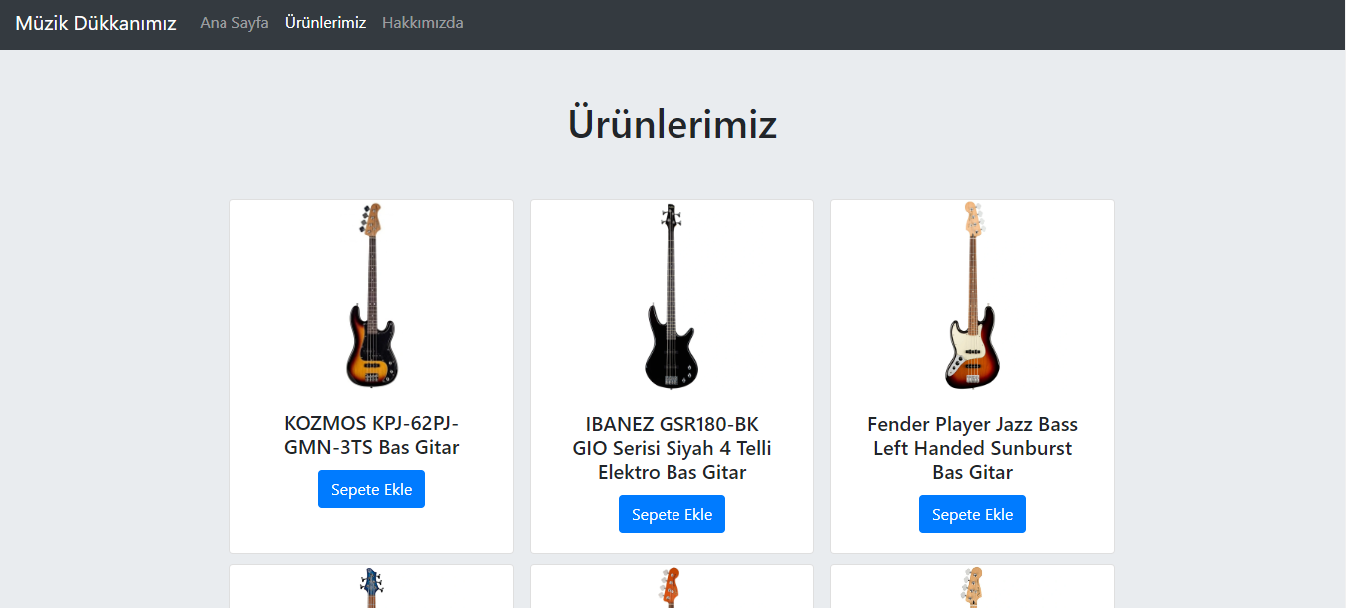 Müzik Dükkanımız Ana Sayfa Ürünlerimiz Hakkımızda
Ürünlerimiz
KOZMOS KPJ-62PJ-
GMN-3TS Bas Gitar
Sepete Ekle
IBANEZ GSR180-BK
GIO Serisi Siyah 4 Telli
Elektro Bas Gitar
Sepete Ekle
Fender Player Jazz Bass
Left Handed Sunburst
Bas Gitar
Sepete Ekle